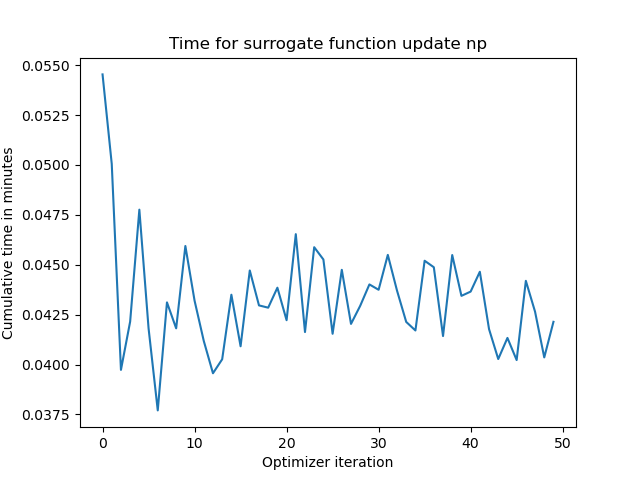 Time for surrogate function update np
Cumulative time in minutes
0.0550
0.0525
0.0500
0.0475
0.0450
0.0425
0.0400
0.0375
0 10 20 30 40 50
Optimizer iteration